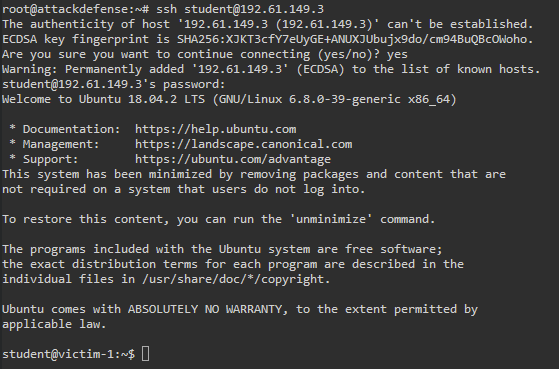 root@attackdefense:~# ssh student@192.61.149.3
The authenticity of host '192.61.149.3 (192.61.149.3)' can't be established.
ECDSA key fingerprint is SHA256:XJKT3cfY7eUyGE+ANUXJUbujx9do/cm94BuQBcOWoho.
Are you sure you want to continue connecting (yes/no)? yes
Warning: Permanently added '192.61.149.3' (ECDSA) to the list of known hosts.
student@192.61.149.3's password:
Welcome to Ubuntu 18.04.2 LTS (GNU/Linux 6.8.0-39-generic x86_64)
* Documentation:  https://help.ubuntu.com
* Management:     https://landscape.canonical.com
* Support:        https://ubuntu.com/advantage
This system has been minimized by removing packages and content that are
not required on a system that users do not log into.
To restore this content, you can run the 'unminimize' command.
The programs included with the Ubuntu system are free software;
the exact distribution terms for each program are described in the
individual files in /usr/share/doc/*/copyright.
Ubuntu comes with ABSOLUTELY NO WARRANTY, to the extent permitted by
applicable law.
student@victim-1:~$